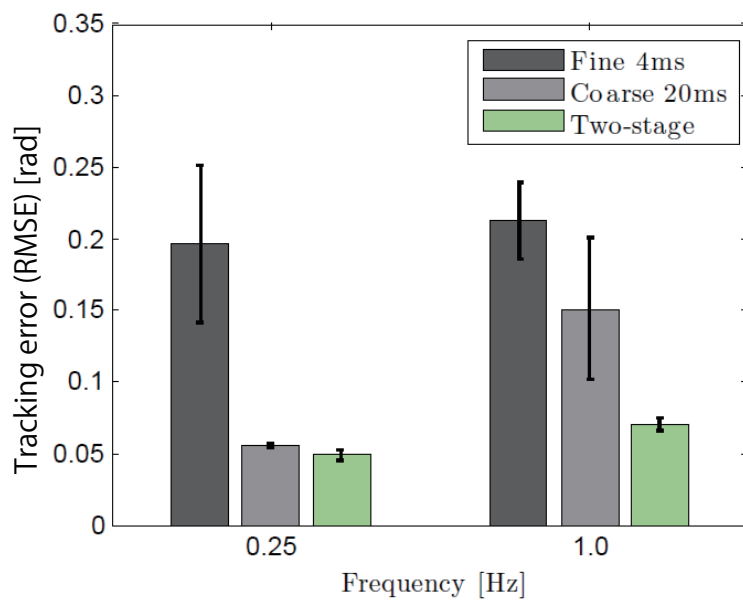 0.35
0.3
0.25
0.2
0.15
0.1
0.05
0
Tracking error (RMSE) [rad]
Fine 4ms
Coarse 20ms
Two-stage
0.25 1.0
Frequency [Hz]